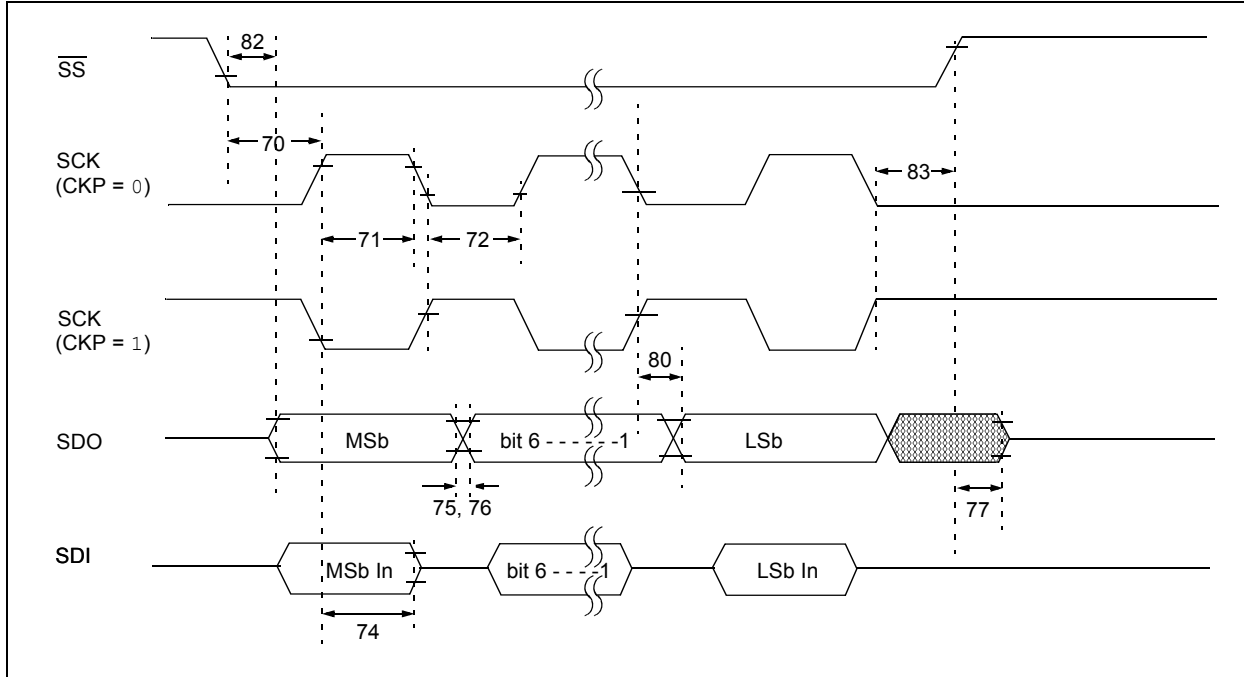 82
SS
70
SCK
(CKP = 0)
83
71
72
SCK
(CKP = 1)
80
SDO
MSb
bit 6 - - - - - -1
LSb
75, 76
77
SDI
MSb In
bit 6 - - - -1
LSb In
74